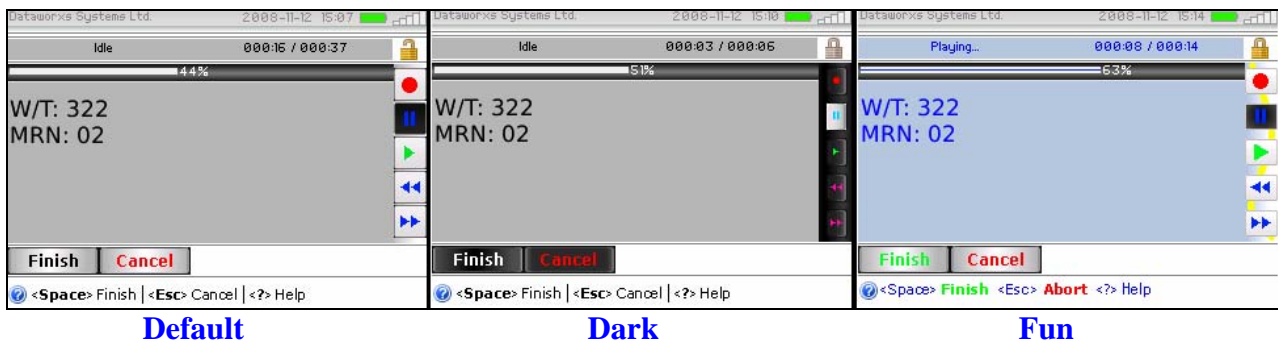 Dataworxs Systems Ltd. 2008-11-12 15:07
Idle 000:16 / 000:37
44%
W/T: 322
MRN: 02
Finish Cancel
<Space> Finish | <Esc> Cancel | <?> Help
Default
Dataworxs Systems Ltd. 2008-11-12 15:10
Idle 000:03 / 000:06
51%
W/T: 322
MRN: 02
Finish Cancel
<Space> Finish | <Esc> Cancel | <?> Help
Dark
Dataworxs Systems Ltd. 2008-11-12 15:14
Playing... 000:08 / 000:14
63%
W/T: 322
MRN: 02
Finish Cancel
<Space> Finish <Esc> Abort <?> Help
Fun